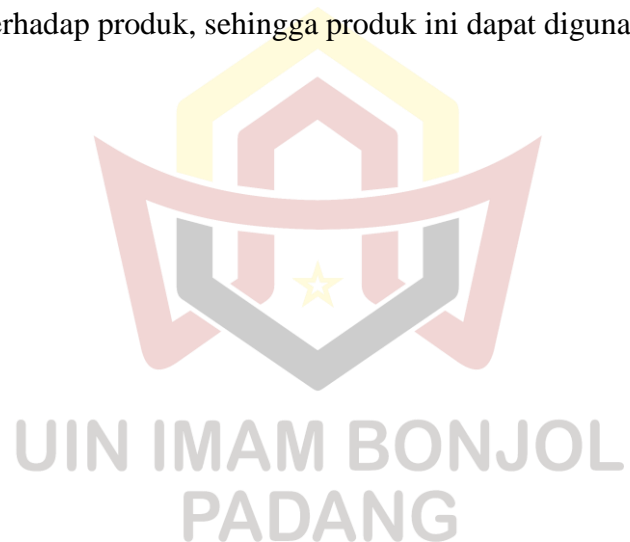 erhadap produk, sehingga produk ini dapat diguna
UIN IMAM BONJOL
PADANG